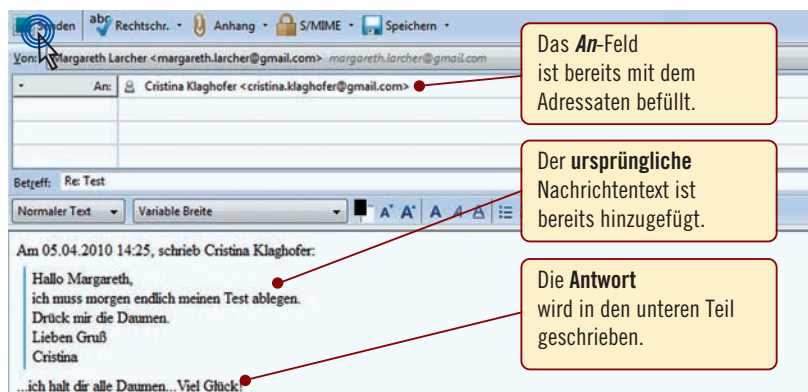 Senden Rechtschr. Anhang S/MIME Speichern
Von: Margareth Larcher <margareth.larcher@gmail.com> margareth.larcher@gmail.com
An: Cristina Klaghofer <cristina.klaghofer@gmail.com>
Betreff: Re: Test
Normaler Text Variable Breite
Am 05.04.2010 14:25, schrieb Cristina Klaghofer:
Hallo Margareth,
ich muss morgen endlich meinen Test ablegen.
Drück mir die Daumen.
Lieben Gruß
Cristina
...ich halt dir alle Daumen...Viel Glück!
Das An-Feld
ist bereits mit dem
Adressaten befüllt.
Der ursprüngliche
Nachrichtentext ist
bereits hinzugefügt.
Die Antwort
wird in den unteren Teil
geschrieben.